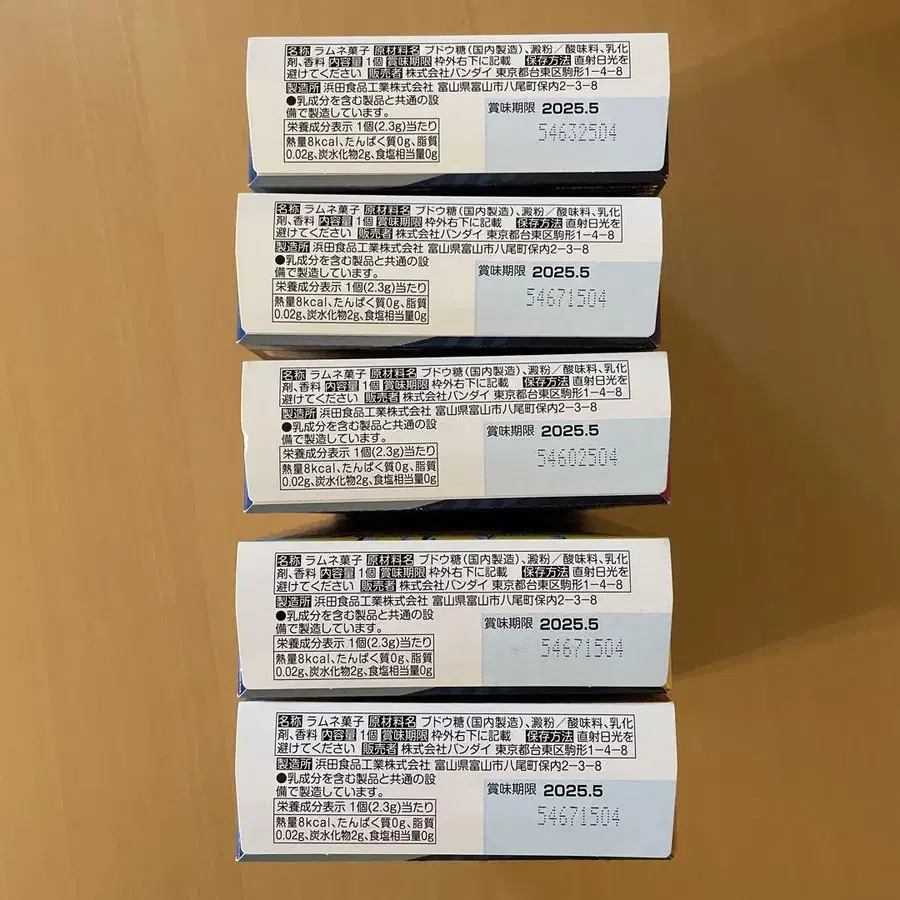 名称 ラムネ菓子 原材料名 ブドウ糖(国内製造)、澱粉／酸味料、乳化
剤、香料 内容量 1個 賞味期限 枠外右下に記載 保存方法 直射日光を
避けてください 販売者 株式会社バンダイ 東京都台東区駒形1-4-8
製造所 浜田食品工業株式会社 富山県富山市八尾町保内2-3-8
●乳成分を含む製品と共通の設
備で製造しています。
栄養成分表示 1個(2.3g)当たり
熱量8kcal、たんぱく質0g、脂質
0.02g、炭水化物2g、食塩相当量0g
賞味期限 2025.5
54632504
名称 ラムネ菓子 原材料名 ブドウ糖(国内製造)、澱粉／酸味料、乳化
剤、香料 内容量 1個 賞味期限 枠外右下に記載 保存方法 直射日光を
避けてください 販売者 株式会社バンダイ 東京都台東区駒形1-4-8
製造所 浜田食品工業株式会社 富山県富山市八尾町保内2-3-8
●乳成分を含む製品と共通の設
備で製造しています。
栄養成分表示 1個(2.3g)当たり
熱量8kcal、たんぱく質0g、脂質
0.02g、炭水化物2g、食塩相当量0g
賞味期限 2025.5
54671504
名称 ラムネ菓子 原材料名 ブドウ糖(国内製造)、澱粉／酸味料、乳化
剤、香料 内容量 1個 賞味期限 枠外右下に記載 保存方法 直射日光を
避けてください 販売者 株式会社バンダイ 東京都台東区駒形1-4-8
製造所 浜田食品工業株式会社 富山県富山市八尾町保内2-3-8
●乳成分を含む製品と共通の設
備で製造しています。
栄養成分表示 1個(2.3g)当たり
熱量8kcal、たんぱく質0g、脂質
0.02g、炭水化物2g、食塩相当量0g
賞味期限 2025.5
54602504
名称 ラムネ菓子 原材料名 ブドウ糖(国内製造)、澱粉／酸味料、乳化
剤、香料 内容量 1個 賞味期限 枠外右下に記載 保存方法 直射日光を
避けてください 販売者 株式会社バンダイ 東京都台東区駒形1-4-8
製造所 浜田食品工業株式会社 富山県富山市八尾町保内2-3-8
●乳成分を含む製品と共通の設
備で製造しています。
栄養成分表示 1個(2.3g)当たり
熱量8kcal、たんぱく質0g、脂質
0.02g、炭水化物2g、食塩相当量0g
賞味期限 2025.5
54671504
名称 ラムネ菓子 原材料名 ブドウ糖(国内製造)、澱粉／酸味料、乳化
剤、香料 内容量 1個 賞味期限 枠外右下に記載 保存方法 直射日光を
避けてください 販売者 株式会社バンダイ 東京都台東区駒形1-4-8
製造所 浜田食品工業株式会社 富山県富山市八尾町保内2-3-8
●乳成分を含む製品と共通の設
備で製造しています。
栄養成分表示 1個(2.3g)当たり
熱量8kcal、たんぱく質0g、脂質
0.02g、炭水化物2g、食塩相当量0g
賞味期限 2025.5
54671504